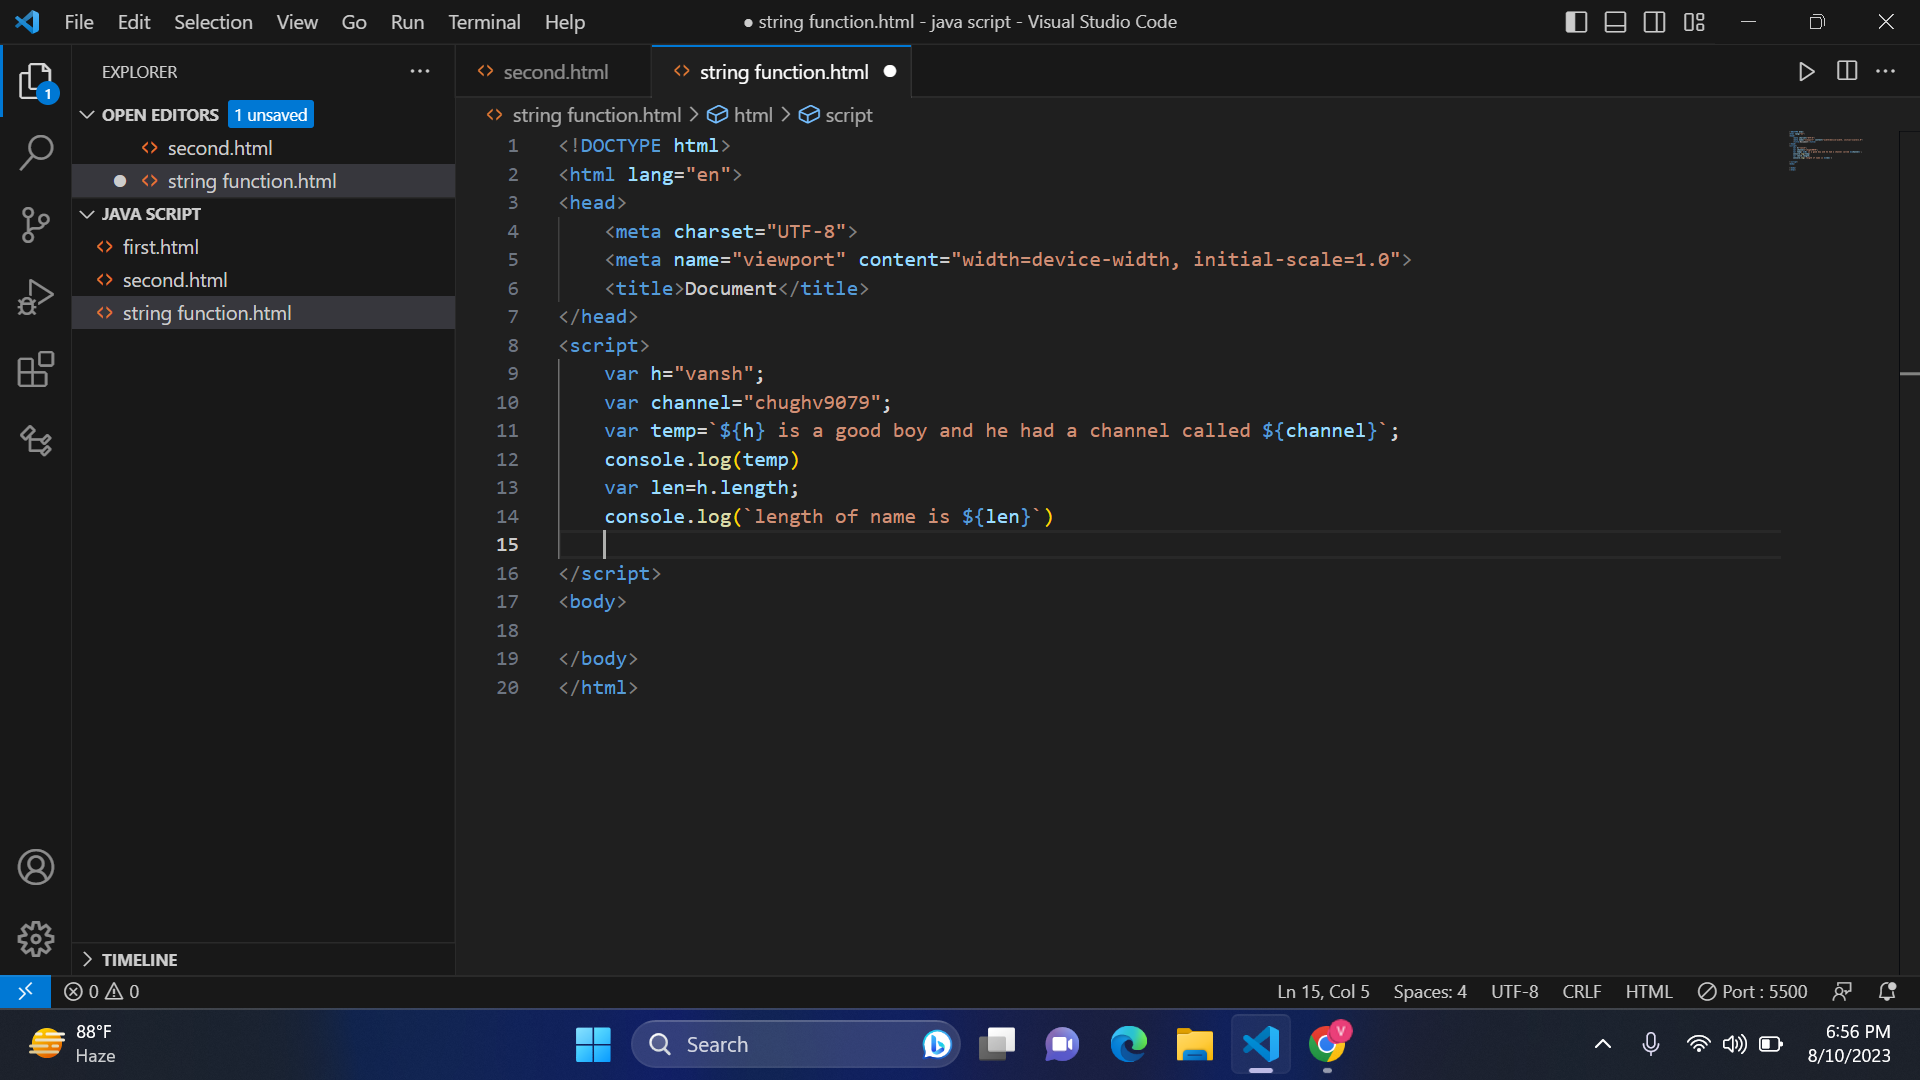 File Edit Selection View Go Run Terminal Help
● string function.html - java script - Visual Studio Code
EXPLORER
1
OPEN EDITORS 1 unsaved
second.html
string function.html
JAVA SCRIPT
first.html
second.html
string function.html
TIMELINE
second.html string function.html
string function.html > html > script
1 <!DOCTYPE html>
2 <html lang="en">
3 <head>
4 <meta charset="UTF-8">
5 <meta name="viewport" content="width=device-width, initial-scale=1.0">
6 <title>Document</title>
7 </head>
8 <script>
9 var h="vansh";
10 var channel="chughv9079";
11 var temp=`${h} is a good boy and he had a channel called ${channel}`;
12 console.log(temp)
13 var len=h.length;
14 console.log(`length of name is ${len}`)
15
16 </script>
17 <body>
18
19 </body>
20 </html>
0 0
Ln 15, Col 5 Spaces: 4 UTF-8 CRLF HTML Port : 5500
88°F
Haze
Search
V
6:56 PM
8/10/2023